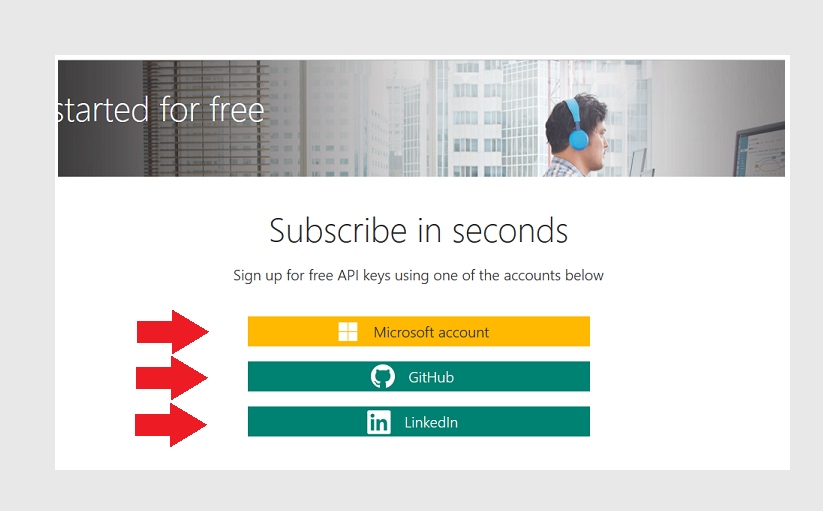 started for free
Subscribe in seconds
Sign up for free API keys using one of the accounts below
Microsoft account
GitHub
LinkedIn